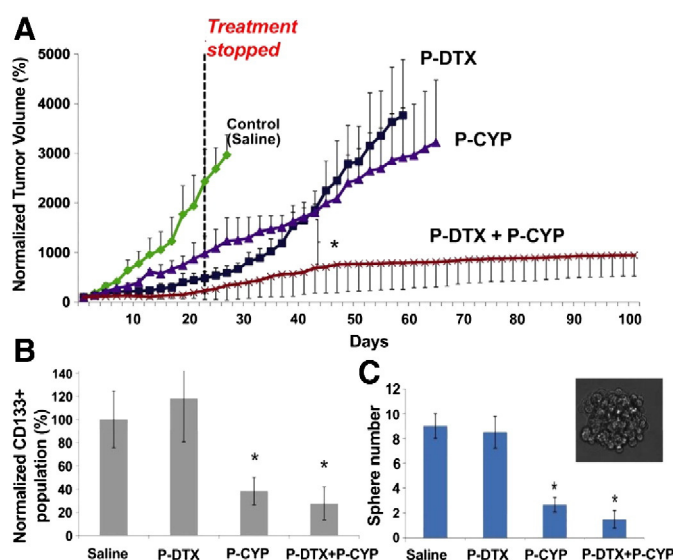 A
Treatment
stopped
Normalized Tumor Volume (%)
5000
4000
3000
2000
1000
0
Control
(Saline)
P-DTX
P-CYP
P-DTX + P-CYP
*
10 20 30 40 50 60 70 80 90 100
Days
B
Normalized CD133+
population (%)
140
120
100
80
60
40
20
0
* *
Saline P-DTX P-CYP P-DTX+P-CYP
C
Sphere number
12
10
8
6
4
2
0
* *
Saline P-DTX P-CYP P-DTX+P-CYP